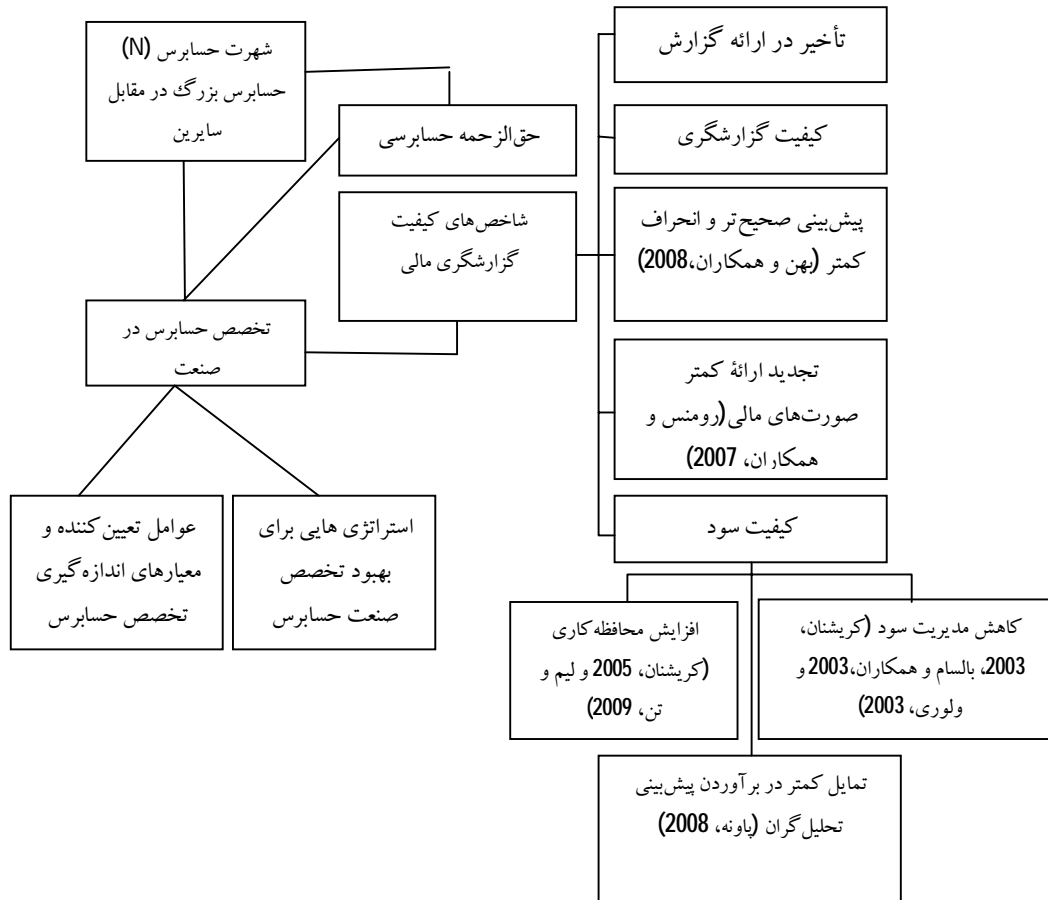 شهرت حسابرس (N)
حسابرس بزرگ در مقابل
سایرین
حق‌الزحمه حسابرسی
شاخص‌های کیفیت
گزارشگری مالی
تخصص حسابرس در
صنعت
عوامل تعیین کننده و
معیارهای اندازه‌گیری
تخصص حسابرس
استراتژی هایی برای
بهبود تخصص
صنعت حسابرس
تأخیر در ارائه گزارش
کیفیت گزارشگری
پیش‌بینی صحیح‌تر و انحراف
کمتر (بهن و همکاران،2008)
تجدید ارائۀ کمتر
صورت‌های مالی(رومنس و
همکاران، 2007)
کیفیت سود
افزایش محافظه‌کاری
(کریشنان، 2005 و لیم و
تن، 2009)
کاهش مدیریت سود (کریشنان،
2003، بالسام و همکاران،2003 و
ولوری، 2003)
تمایل کمتر در برآوردن پیش‌بینی
تحلیل‌گران (پاونه، 2008)